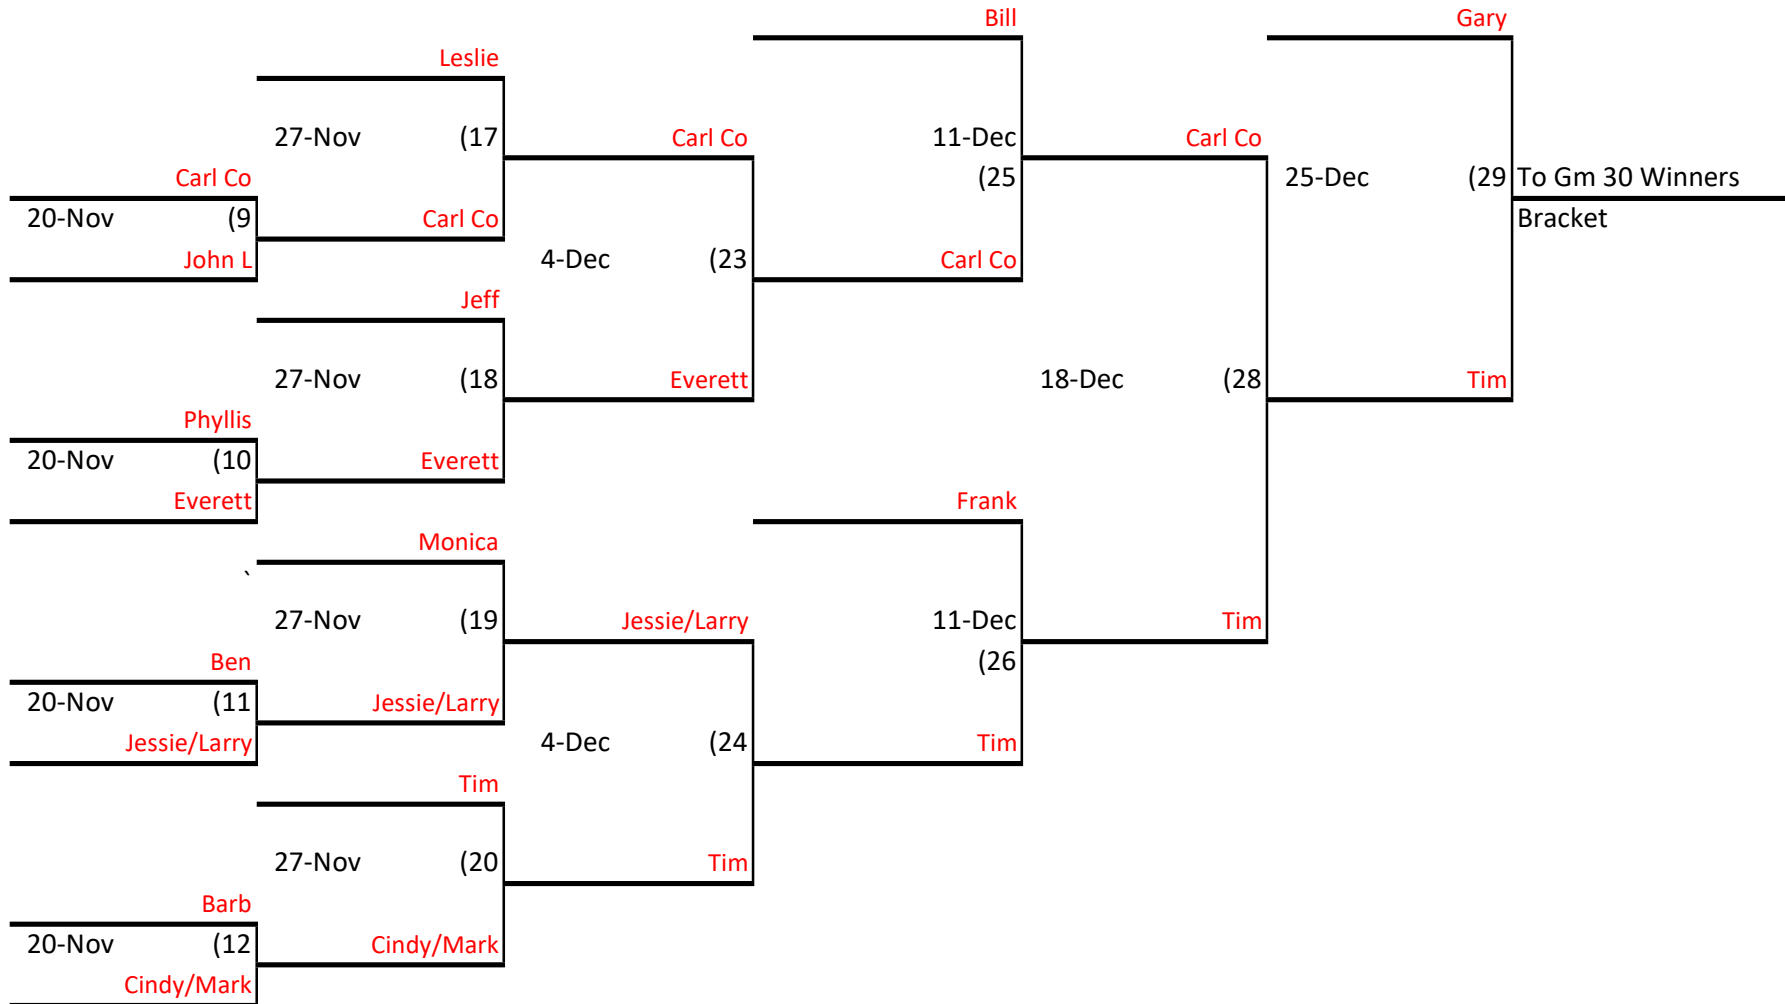 Bill Gary
Leslie
27-Nov (17 Carl Co 11-Dec Carl Co
Carl Co (25 25-Dec (29 To Gm 30 Winners
20-Nov (9 Carl Co Bracket
John L 4-Dec (23 Carl Co
Jeff
27-Nov (18 Everett 18-Dec (28 Tim
Phyllis
20-Nov (10 Everett
Everett Frank
Monica
`
27-Nov (19 Jessie/Larry 11-Dec Tim
Ben (26
20-Nov (11 Jessie/Larry
Jessie/Larry 4-Dec (24 Tim
Tim
27-Nov (20 Tim
Barb
20-Nov (12 Cindy/Mark
Cindy/Mark